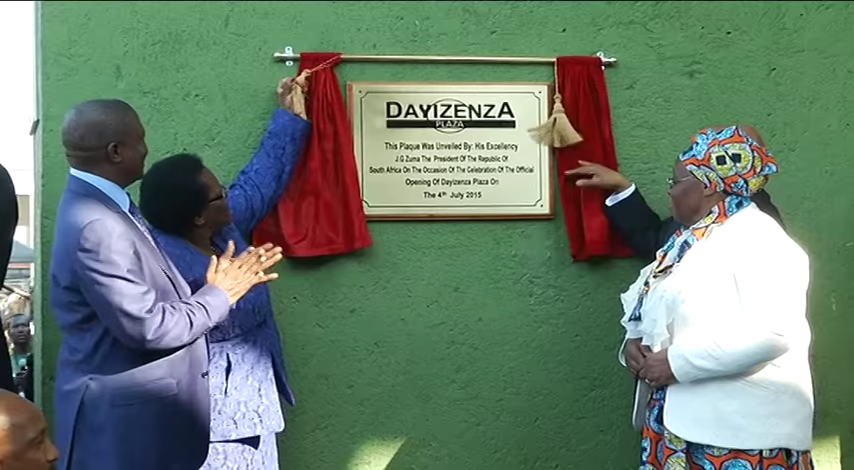 DAYIZENZA
PLAZA
This Plaque Was Unveiled By: His Excellency
J.G Zuma The President Of The Republic of
South Africa On The Occasion Of The Celebration Of The Official
Opening Of Dayizenza Plaza On
The 4TH July 2015